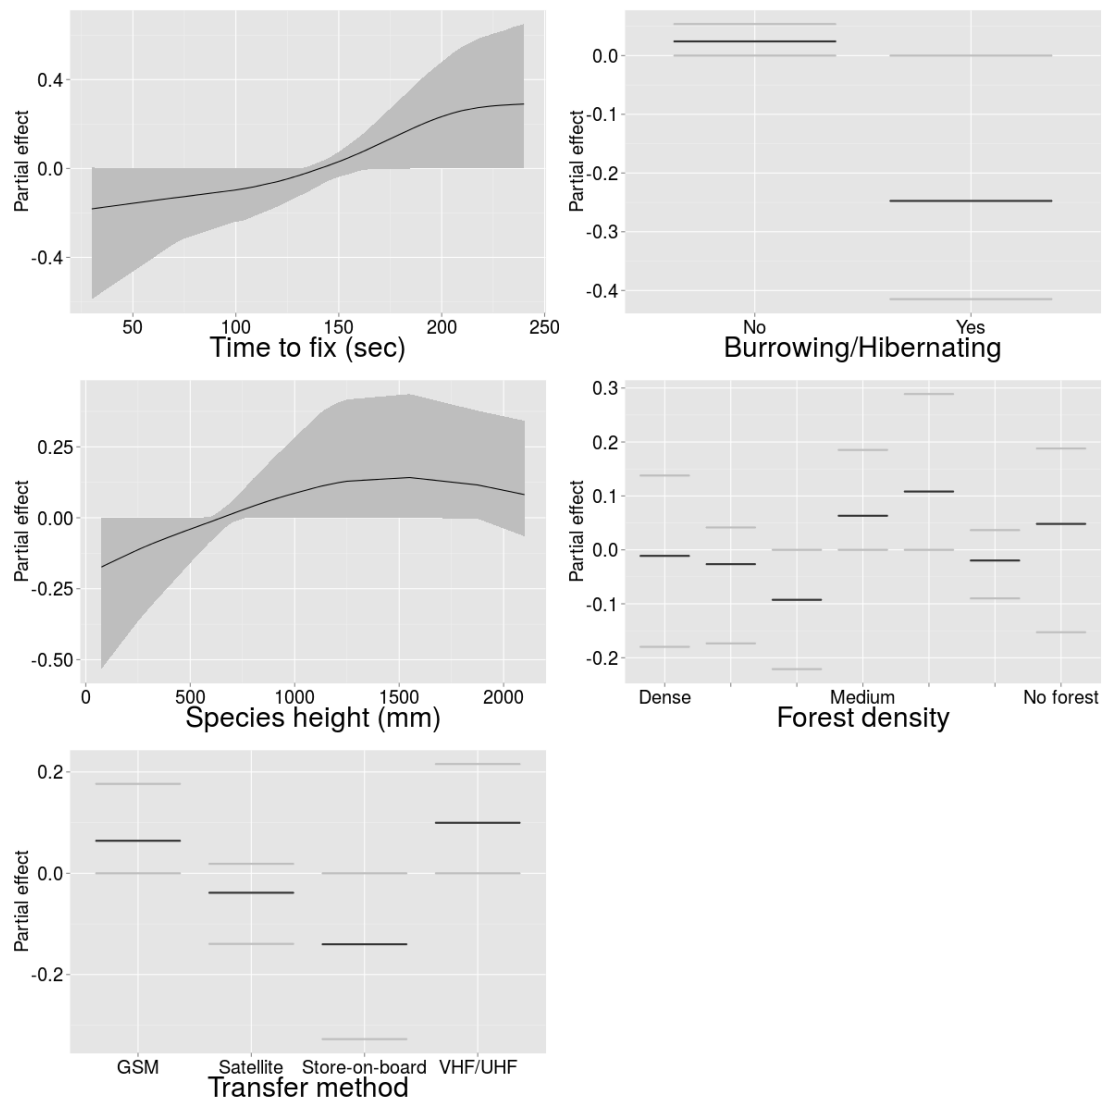 Partial effect
0.4
0.0
-0.4
50 100 150 200 250
Time to fix (sec)
Partial effect
0.0
-0.1
-0.2
-0.3
-0.4
No Yes
Burrowing/Hibernating
Partial effect
0.25
0.00
-0.25
-0.50
0 500 1000 1500 2000
Species height (mm)
Partial effect
0.3
0.2
0.1
0.0
-0.1
-0.2
Dense Medium No forest
Forest density
Partial effect
0.2
0.0
-0.2
GSM Satellite Store-on-board VHF/UHF
Transfer method